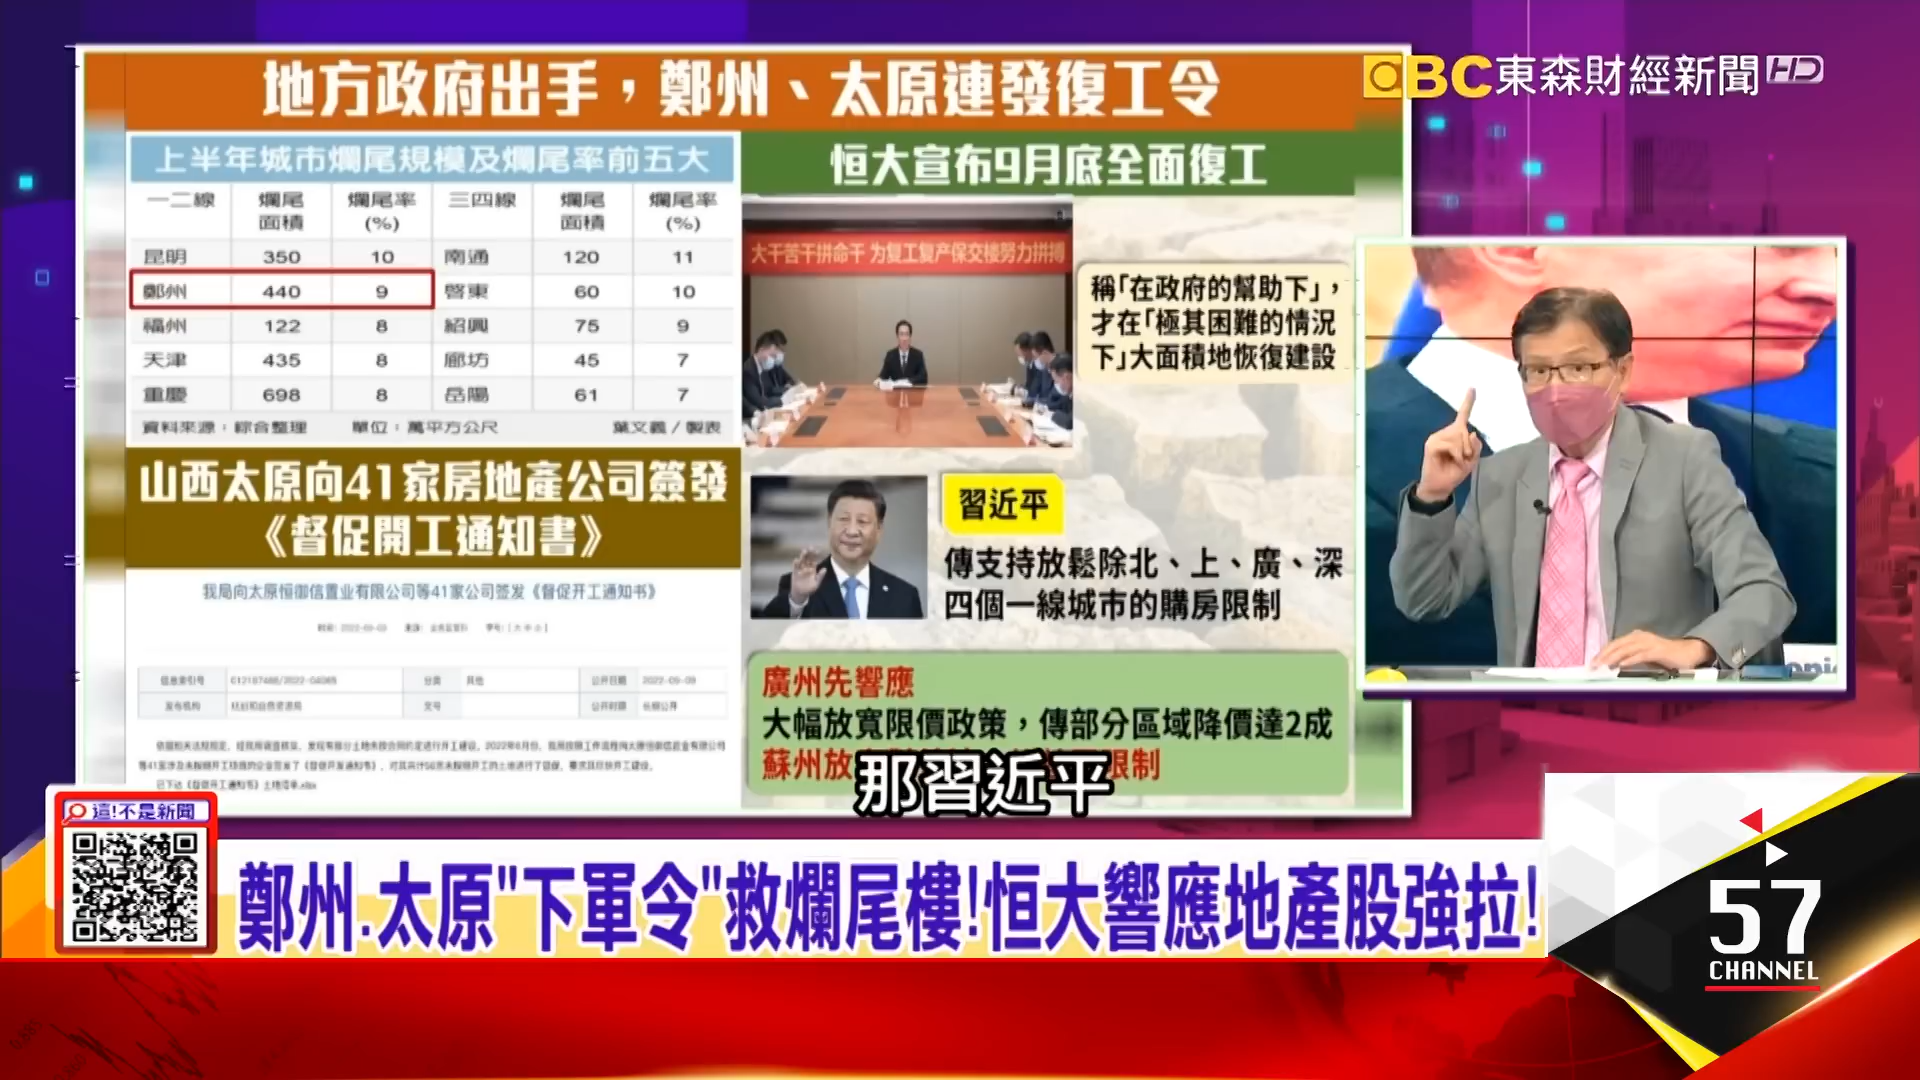 地方政府出手，鄭州、太原連發復工令
EBC東森財經新聞HD
上半年城市爛尾規模及爛尾率前五大
一二線 爛尾面積 爛尾率(%) 三四線 爛尾面積 爛尾率(%)
昆明 350 10 南通 120 11
鄭州 440 9 啓東 60 10
福州 122 8 紹興 75 9
天津 435 8 廊坊 45 7
重慶 698 8 岳陽 61 7
資料來源：綜合整理 單位：萬平方公尺 葉文義／製表
恒大宣布9月底全面復工
大干苦干拼命干 为复工复产保交楼努力拼搏
稱「在政府的幫助下」，
才在「極其困難的情況
下」大面積地恢復建設
山西太原向41家房地產公司簽發
《督促開工通知書》
我局向太原恒御信置业有限公司等41家公司签发《督促开工通知书》
習近平
傳支持放鬆除北、上、廣、深
四個一線城市的購房限制
廣州先響應
大幅放寬限價政策，傳部分區域降價達2成
蘇州放
限制
那習近平
這!不是新聞
鄭州.太原"下軍令"救爛尾樓!恒大響應地產股強拉!
57
CHANNEL